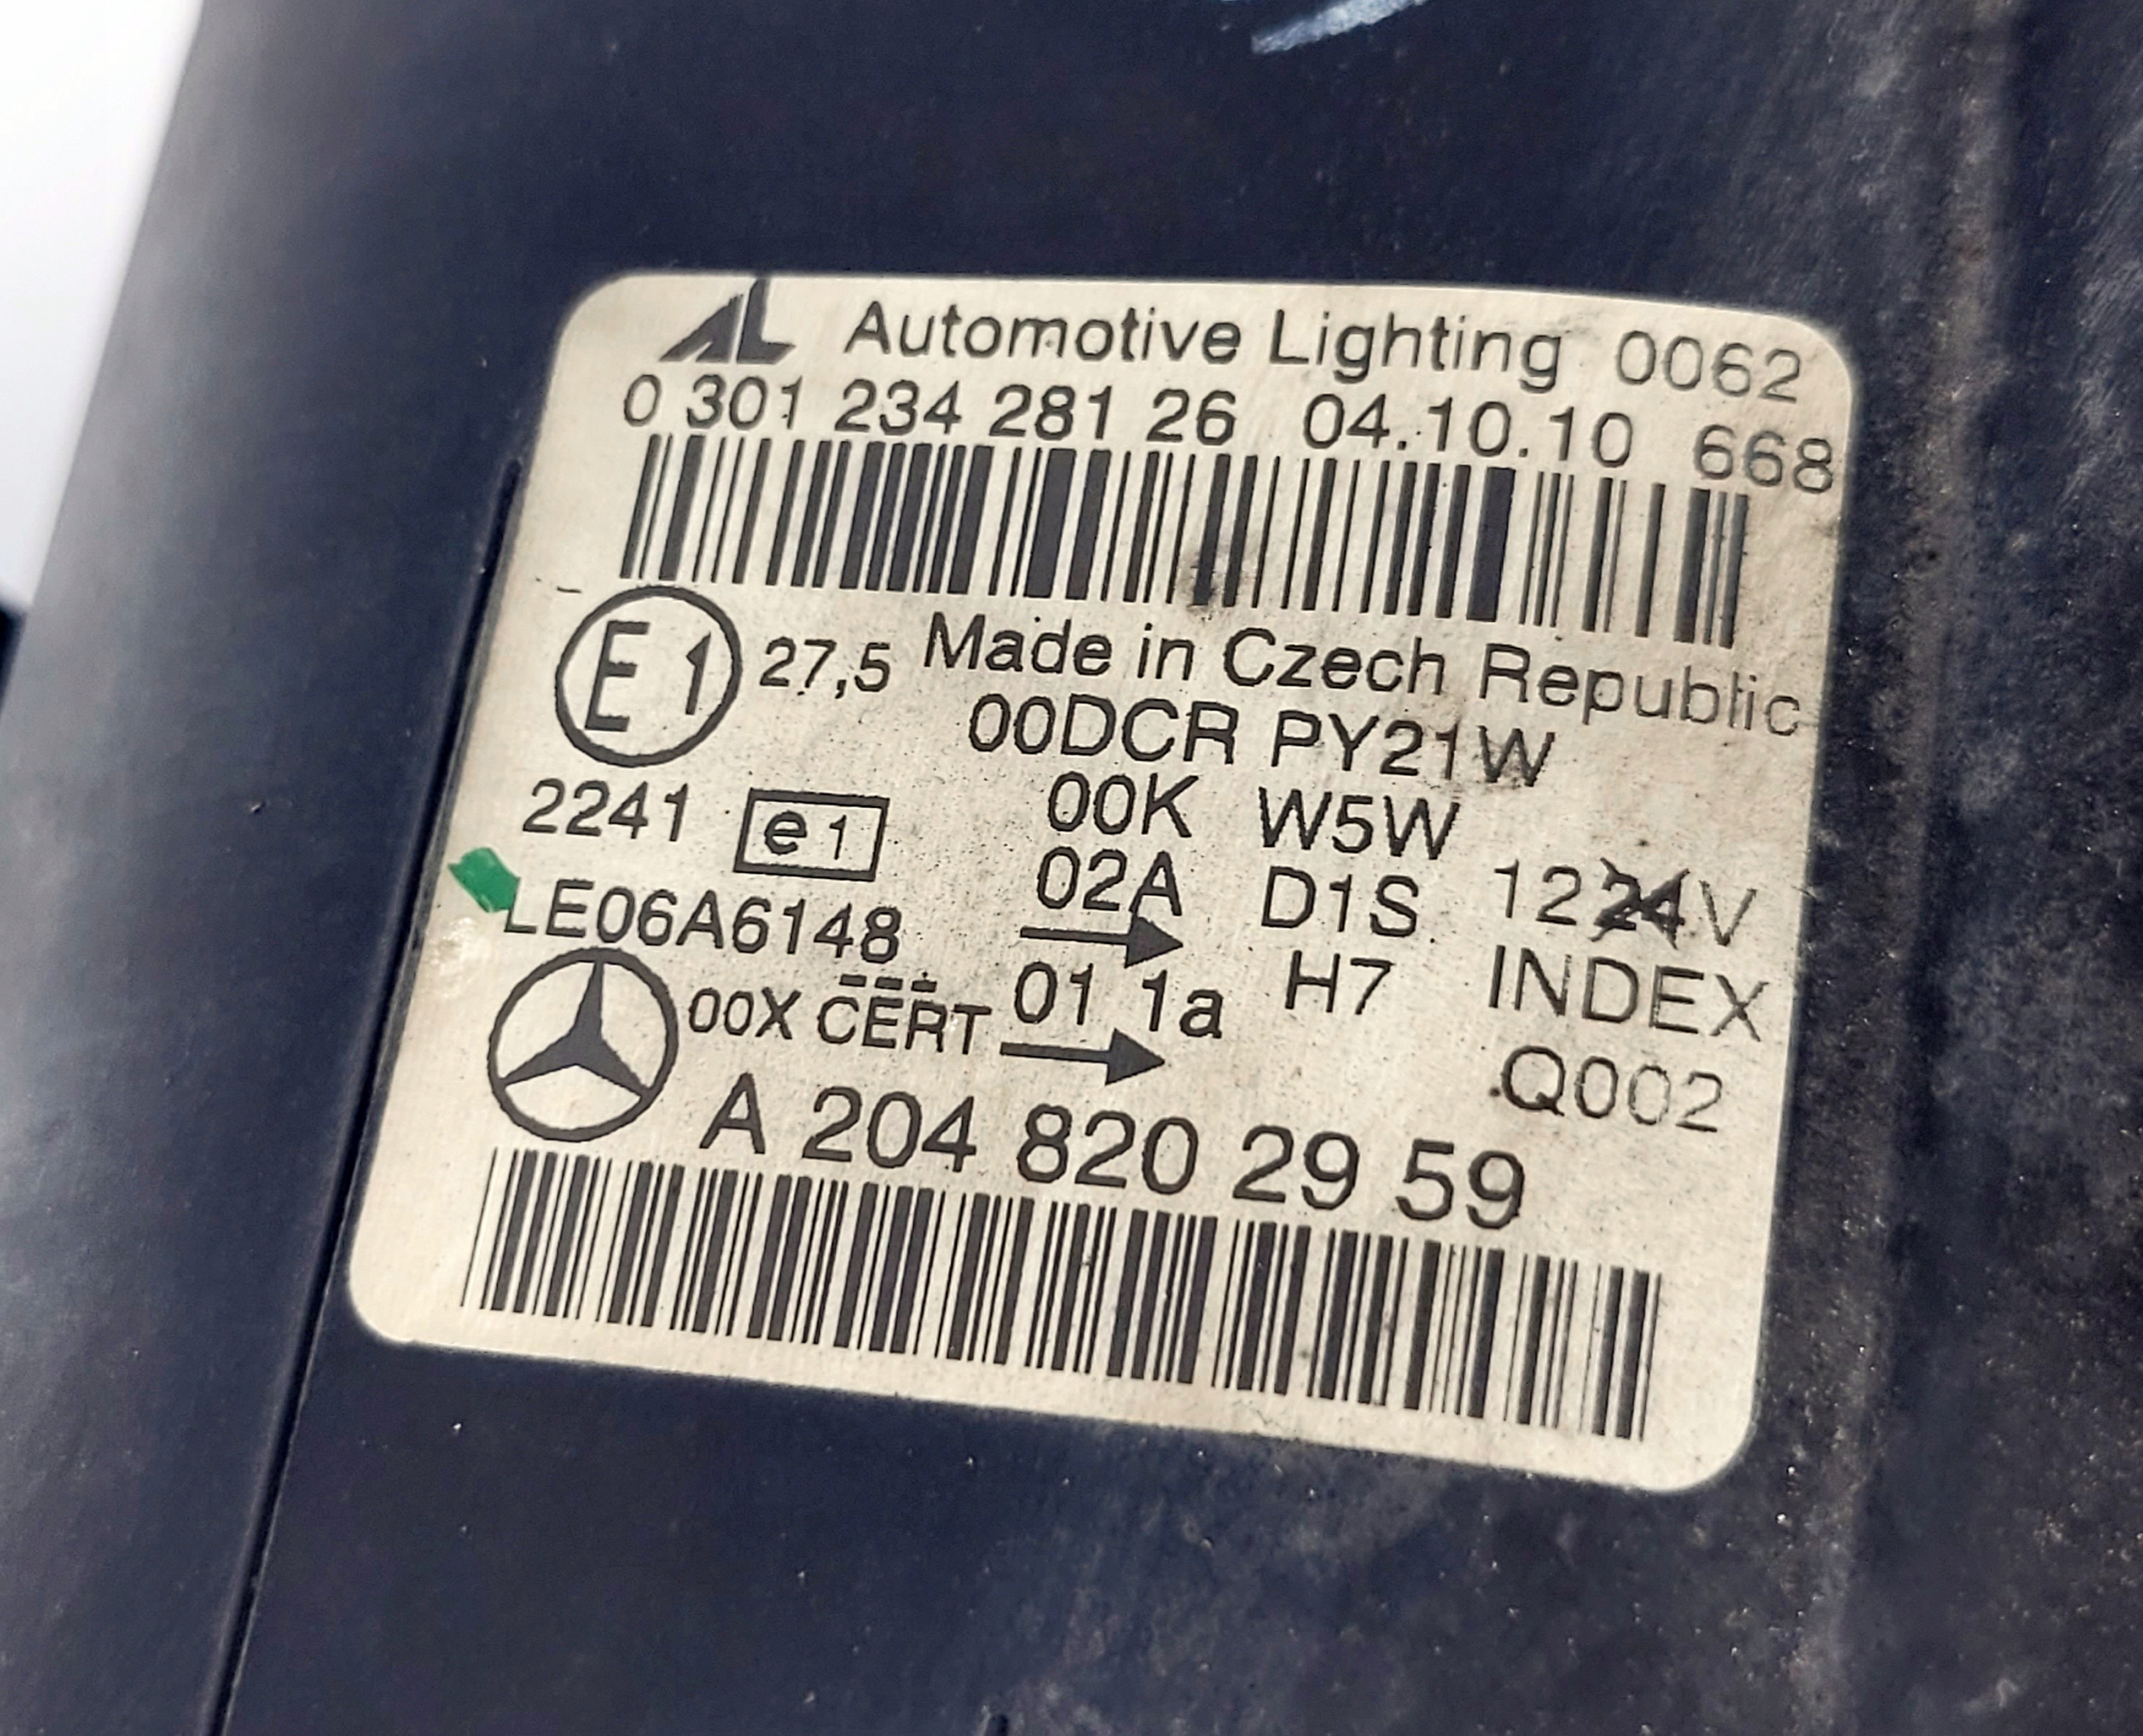 AL Automotive Lighting 0062
0 301 234 281 26 04.10.10 668
E1 27,5 Made in Czech Republic
00DCR PY21W
2241 e1 00K W5W
02A D1S 1224V
LE06A6148
00X CERT 01 1a H7 INDEX
Q002
A 204 820 29 59